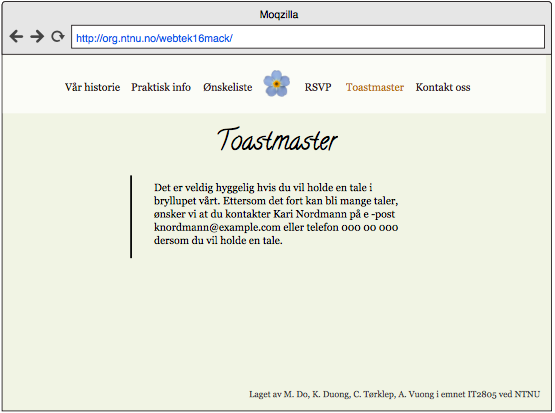 Moqzilla
http://org.ntnu.no/webtek16mack/
Vår historie Praktisk info Ønskeliste RSVP Toastmaster Kontakt oss
Toastmaster
Det er veldig hyggelig hvis du vil holde en tale i
bryllupet vårt. Ettersom det fort kan bli mange taler,
ønsker vi at du kontakter Kari Nordmann på e -post
knordmann@example.com eller telefon 000 00 000
dersom du vil holde en tale.
Laget av M. Do, K. Duong, C. Tørklep, A. Vuong i emnet IT2805 ved NTNU